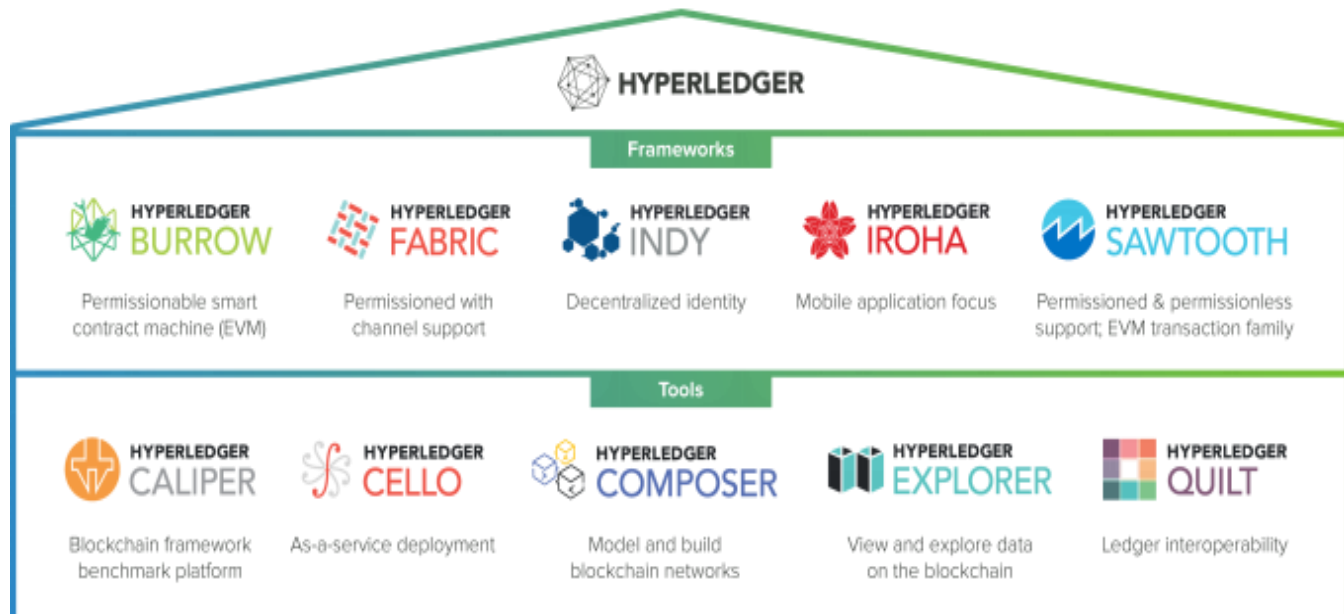 HYPERLEDGER
Frameworks
HYPERLEDGER
BURROW
Permissionable smart
contract machine (EVM)
HYPERLEDGER
FABRIC
Permissioned with
channel support
HYPERLEDGER
INDY
Decentralized identity
HYPERLEDGER
IROHA
Mobile application focus
HYPERLEDGER
SAWTOOTH
Permissioned & permissionless
support; EVM transaction family
Tools
HYPERLEDGER
CALIPER
Blockchain framework
benchmark platform
HYPERLEDGER
CELLO
As-a-service deployment
HYPERLEDGER
COMPOSER
Model and build
blockchain networks
HYPERLEDGER
EXPLORER
View and explore data
on the blockchain
HYPERLEDGER
QUILT
Ledger interoperability